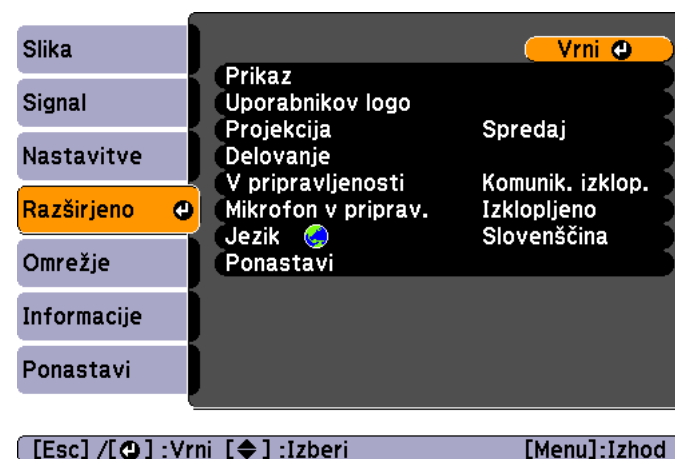 Slika
Signal
Nastavitve
Razširjeno
Omrežje
Informacije
Ponastavi
Vrni
Prikaz
Uporabnikov logo
Projekcija Spredaj
Delovanje
V pripravljenosti Komunik. izklop.
Mikrofon v priprav. Izklopljeno
Jezik Slovenščina
Ponastavi
[Esc] /[⏎] :Vrni [◆] :Izberi [Menu]:Izhod